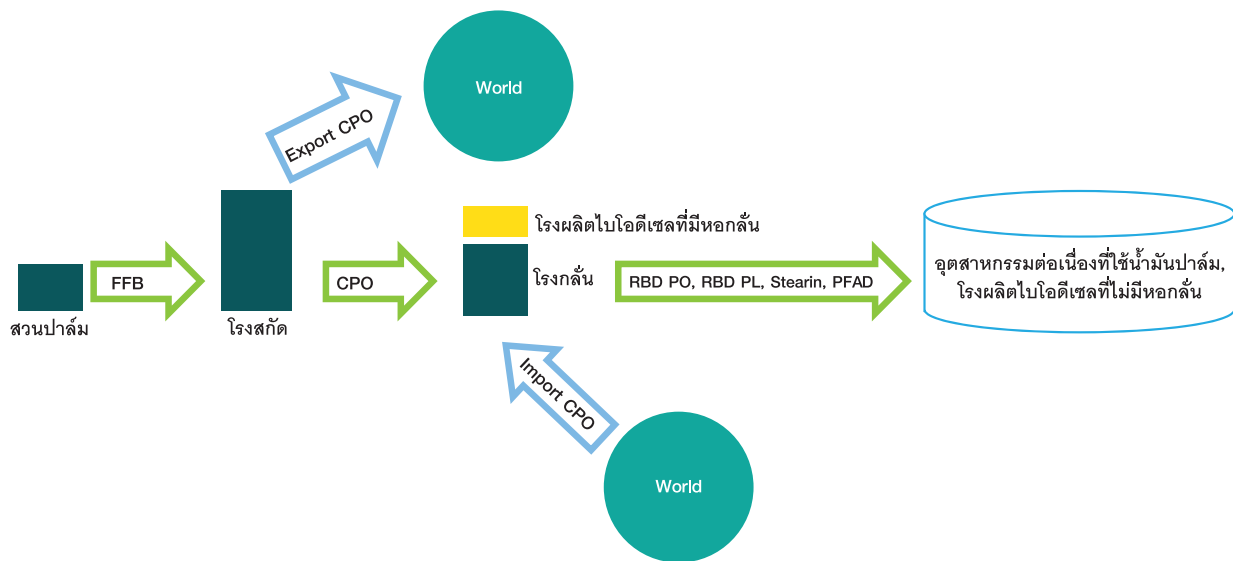 World
Export CPO
โรงผลิตไบโอดีเซลที่มีหอกลั่น
สวนปาล์ม
FFB
โรงสกัด
CPO
โรงกลั่น
RBD PO, RBD PL, Stearin, PFAD
อุตสาหกรรมต่อเนื่องที่ใช้น้ำมันปาล์ม,
โรงผลิตไบโอดีเซลที่ไม่มีหอกลั่น
Import CPO
World